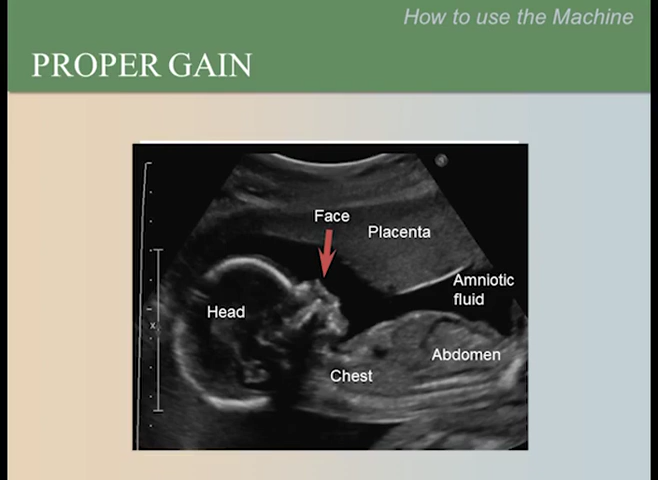 How to use the Machine
PROPER GAIN
Face
Placenta
Amniotic
fluid
Head
Abdomen
Chest
x